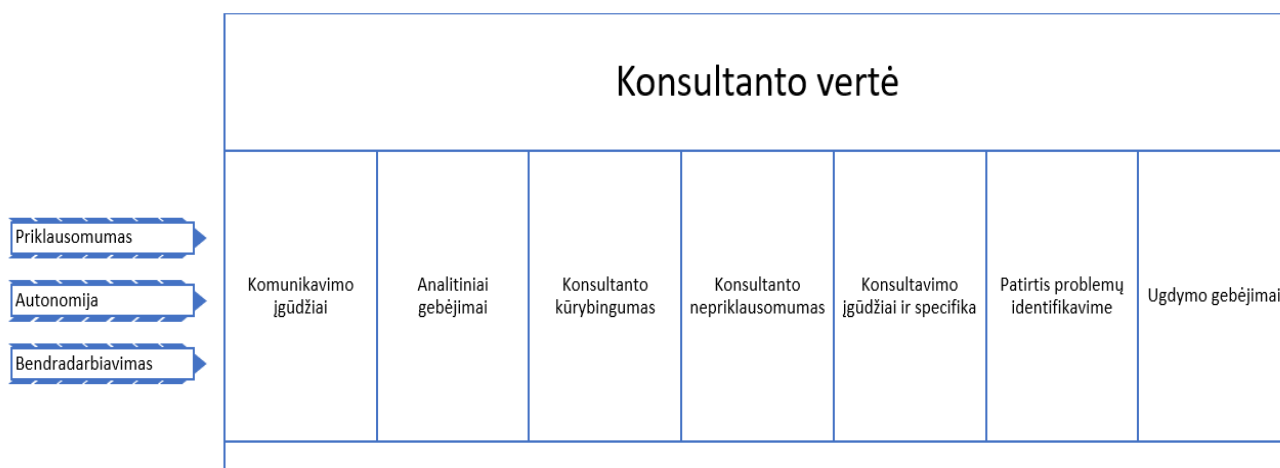 Konsultanto vertė
Priklausomumas
Autonomija
Bendradarbiavimas
Komunikavimo
įgūdžiai
Analitiniai
gebėjimai
Konsultanto
kūrybingumas
Konsultanto
nepriklausomumas
Konsultavimo
įgūdžiai ir specifika
Patirtis problemų
identifikavime
Ugdymo gebėjimai